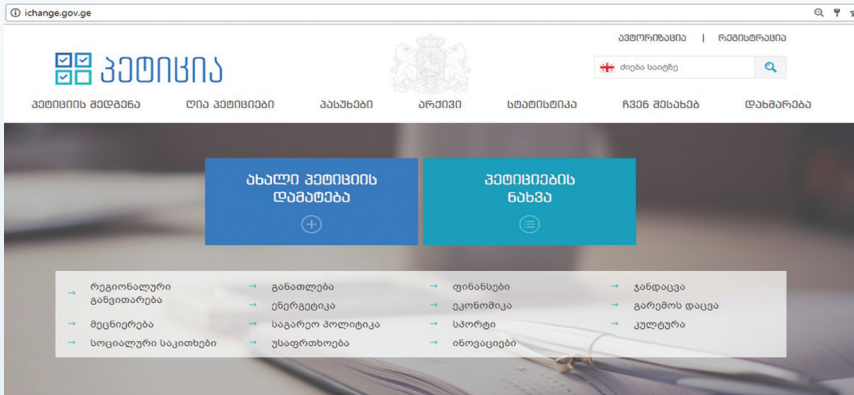 ichange.gov.ge
ავტორიზაცია | რეგისტრაცია
პეტიცია
ძიება საიტზე
პეტიციის შედგენა ღია პეტიციები პასუხები არქივი სტატისტიკა ჩვენ შესახებ დახმარება
ახალი პეტიციის
დამატება
პეტიციების
ნახვა
რეგიონალური
განვითარება
მეცნიერება
სოციალური საკითხები
განათლება
ენერგეტიკა
საგარეო პოლიტიკა
უსაფრთხოება
ფინანსები
ეკონომიკა
სპორტი
ინოვაციები
ჯანდაცვა
გარემოს დაცვა
კულტურა